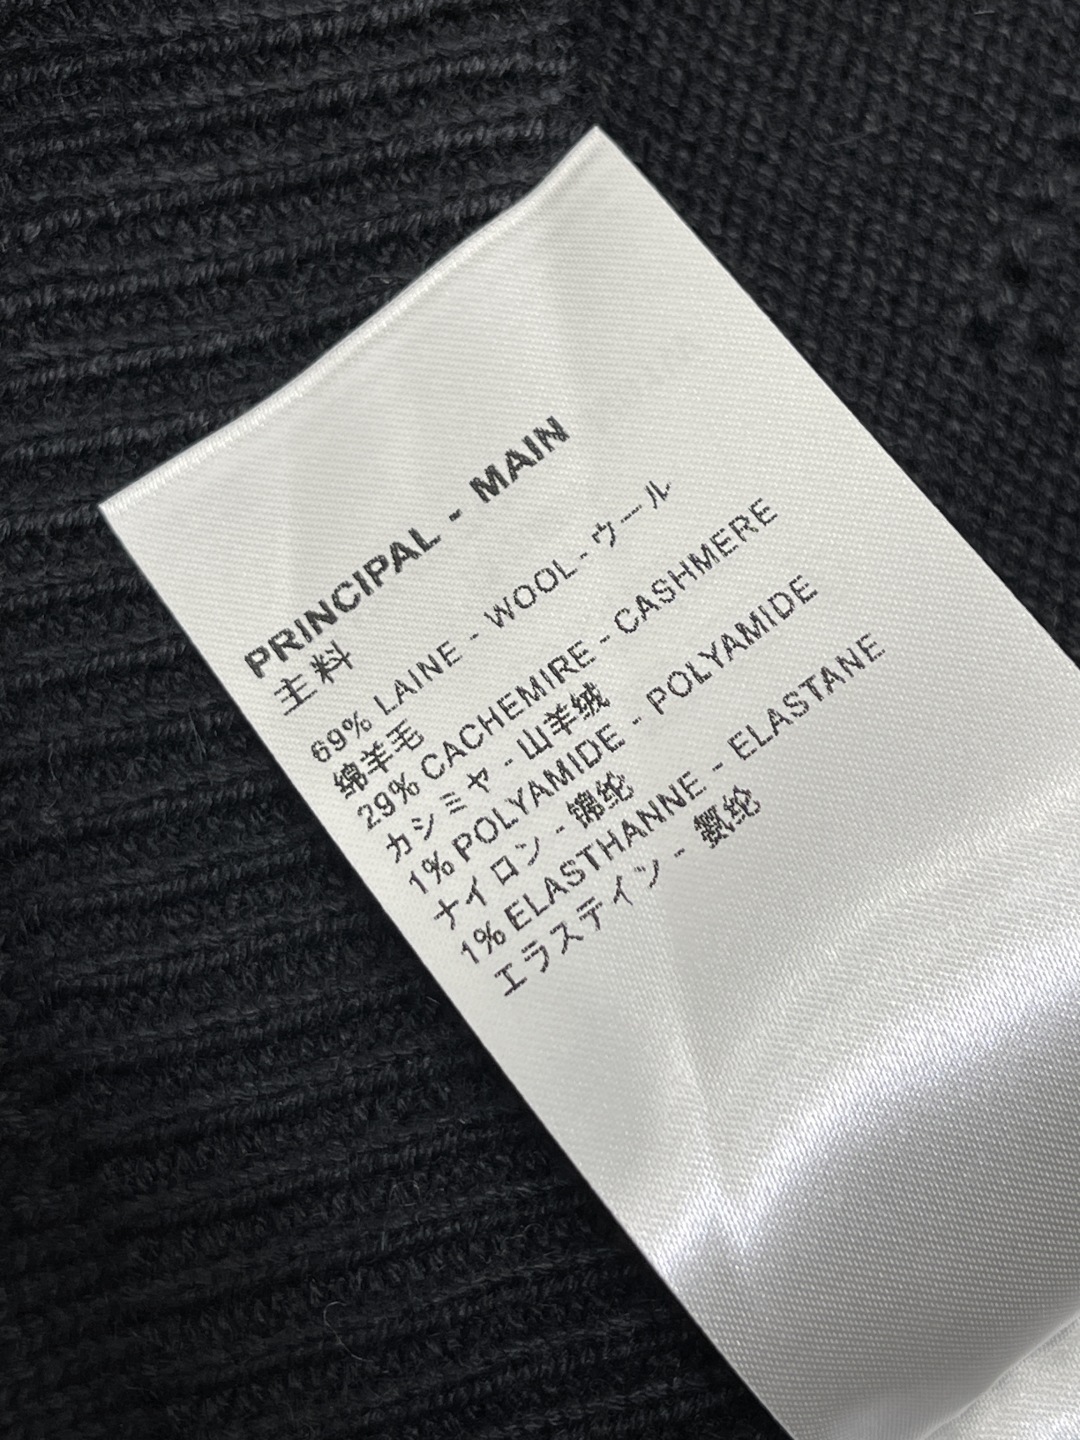 PRINCIPAL - MAIN
主料
69% LAINE - WOOL - ウール
绵羊毛
29% CACHEMIRE - CASHMERE
カシミヤ - 山羊绒
1% POLYAMIDE - POLYAMIDE
ナイロン - 锦纶
1% ELASTHANNE - ELASTANE
エラステイン - 氨纶